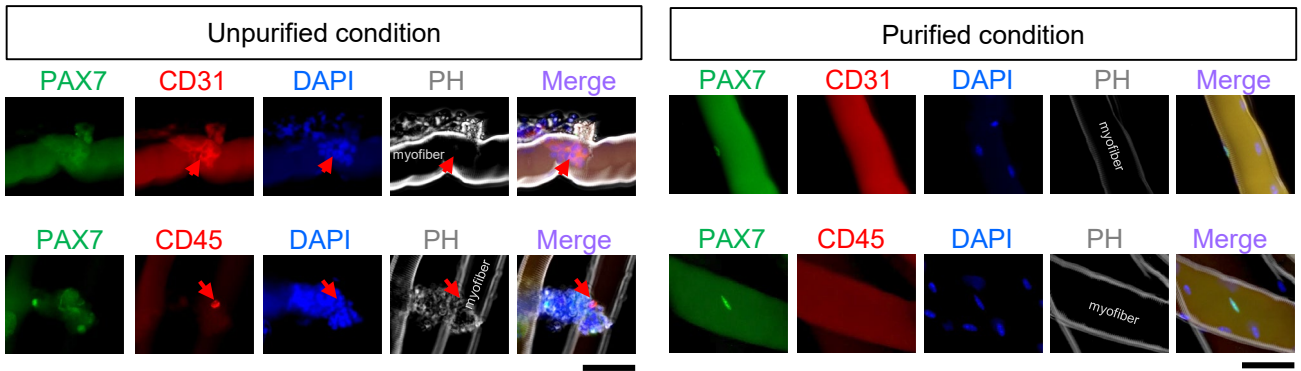 Unpurified condition
PAX7 CD31 DAPI PH Merge
myofiber
PAX7 CD45 DAPI PH Merge
myofiber
Purified condition
PAX7 CD31 DAPI PH Merge
myofiber
PAX7 CD45 DAPI PH Merge
myofiber